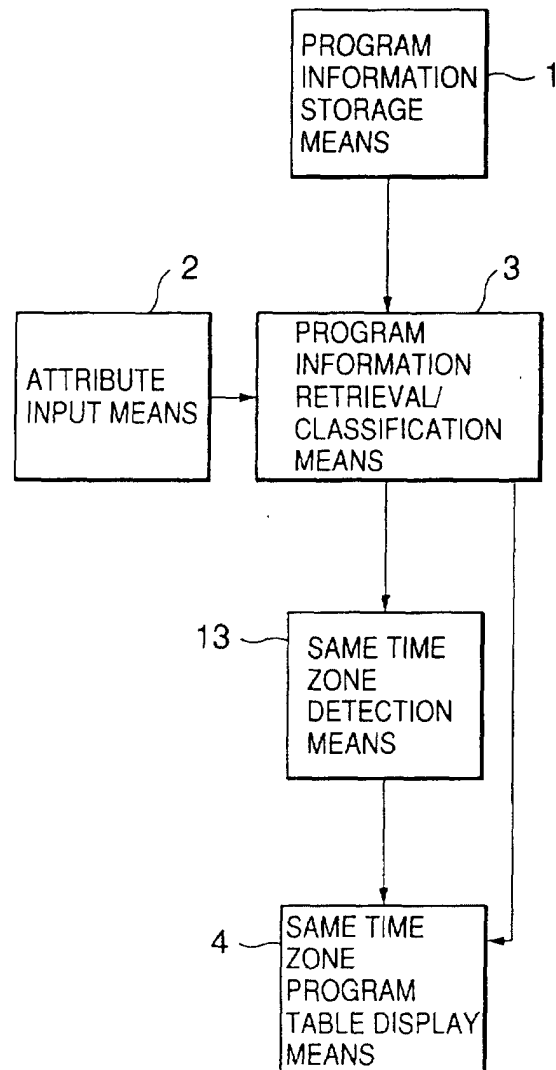 PROGRAM
INFORMATION
STORAGE
MEANS
1
2
ATTRIBUTE
INPUT MEANS
3
PROGRAM
INFORMATION
RETRIEVAL/
CLASSIFICATION
MEANS
13
SAME TIME
ZONE
DETECTION
MEANS
4
SAME TIME
ZONE
PROGRAM
TABLE DISPLAY
MEANS